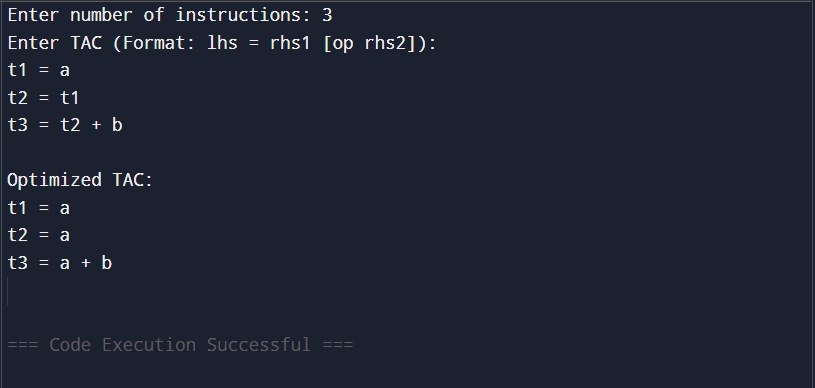 Enter number of instructions: 3
Enter TAC (Format: lhs = rhs1 [op rhs2]):
t1 = a
t2 = t1
t3 = t2 + b
Optimized TAC:
t1 = a
t2 = a
t3 = a + b
=== Code Execution Successful ===